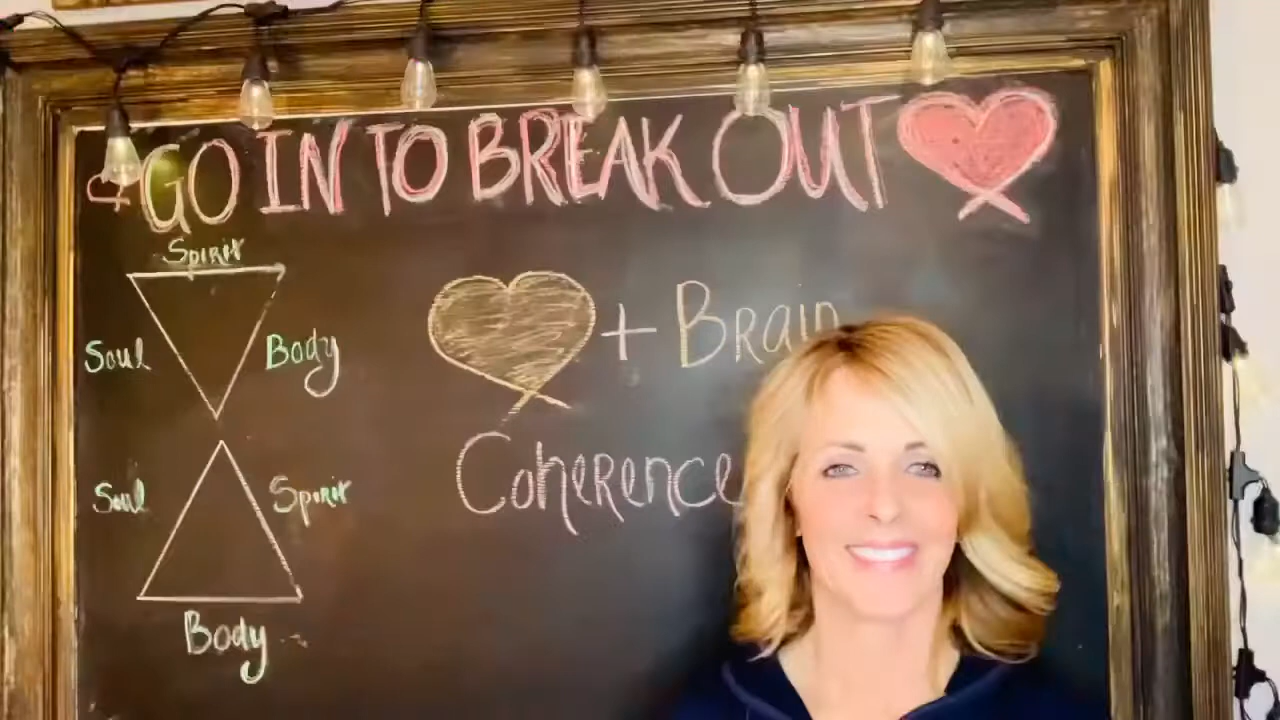 GO IN TO BREAK OUT
Spirit
Soul
Body
+ Brain
Coherence
Soul
Spirit
Body